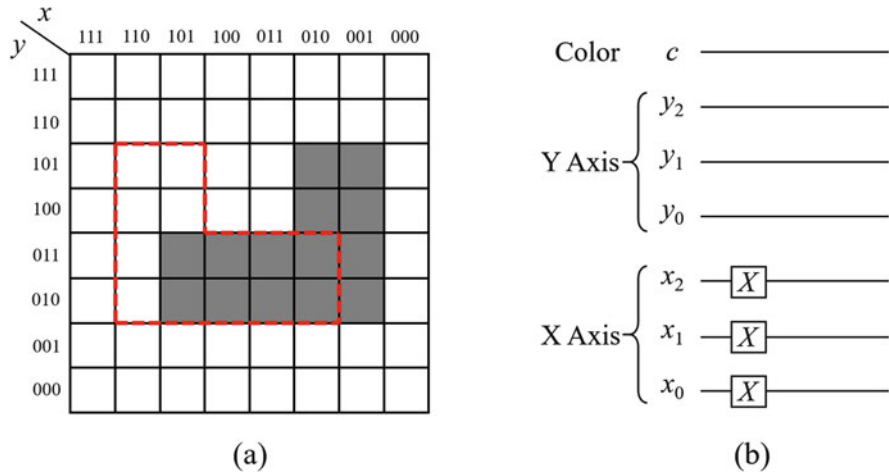 x
y
111 110 101 100 011 010 001 000
111
110
101
100
011
010
001
000
(a)
Color c
Y Axis
y2
y1
y0
X Axis
x2 X
x1 X
x0 X
(b)